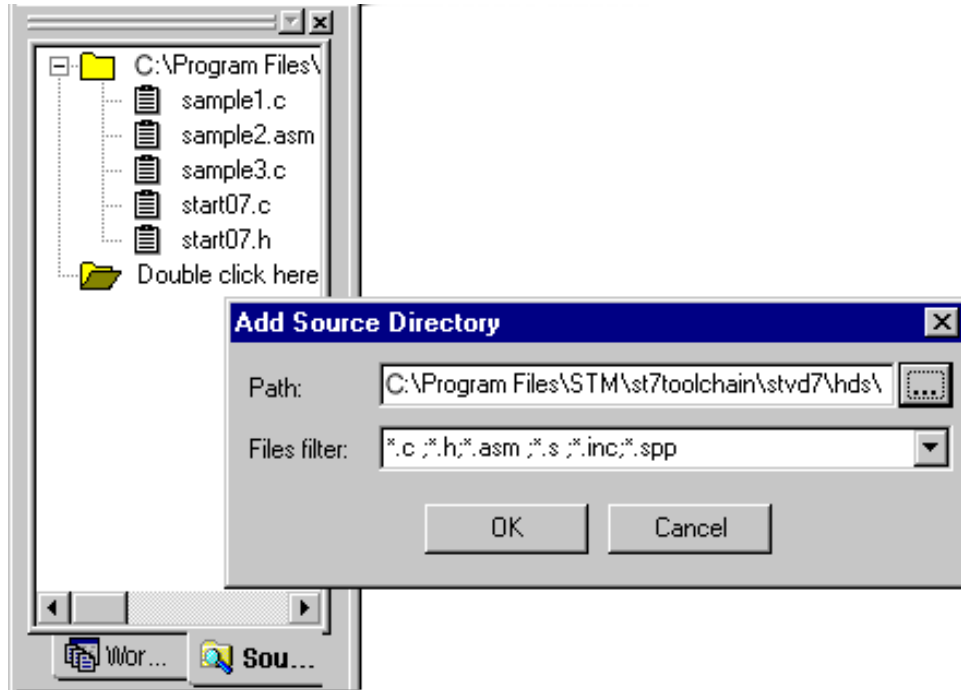 C:\Program Files\
sample1.c
sample2.asm
sample3.c
start07.c
start07.h
Double click here
Add Source Directory
Path: C:\Program Files\STM\st7toolchain\stvd7\hds\ ...
Files filter: *.c ;*.h;*.asm ;*.s ;*.inc;*.spp
OK Cancel
Wor... Sou...